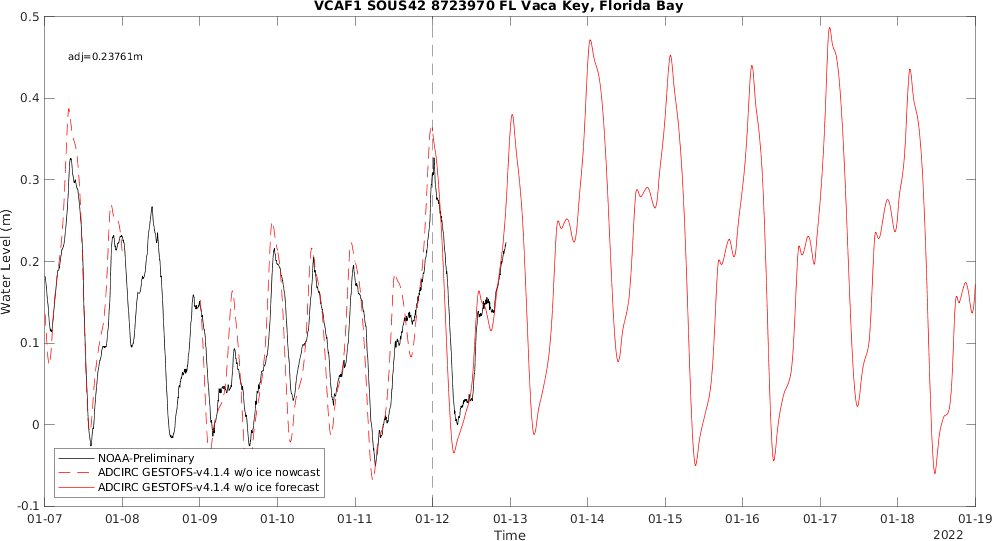 VCAF1 SOUS42 8723970 FL Vaca Key, Florida Bay
0.5
adj=0.23761m
0.4
0.3
Water Level (m)
0.2
0.1
0
NOAA-Preliminary
ADCIRC GESTOFS-v4.1.4 w/o ice nowcast
ADCIRC GESTOFS-v4.1.4 w/o ice forecast
-0.1
01-07 01-08 01-09 01-10 01-11 01-12 01-13 01-14 01-15 01-16 01-17 01-18 01-19
Time
2022